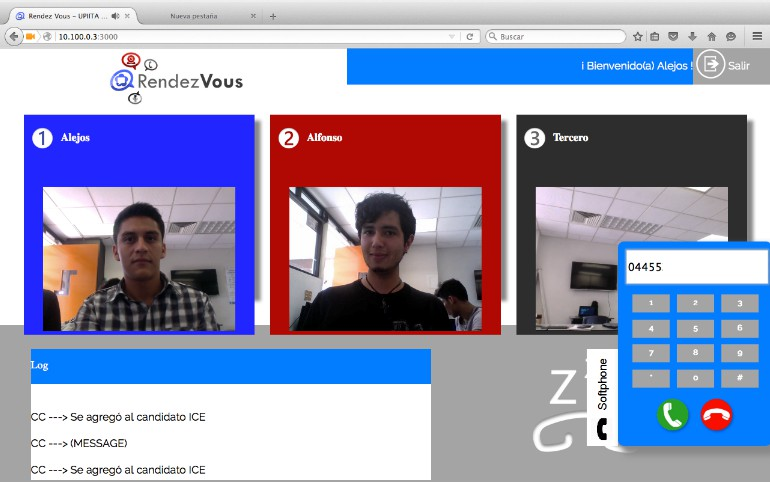 Rendez Vous – UPIITA ...
Nueva pestaña
10.100.0.3:3000
Buscar
RendezVous
¡ Bienvenido(a) Alejos !
Salir
1 Alejos
2 Alfonso
3 Tercero
04455
1 2 3
4 5 6
7 8 9
* 0 #
Softphone
Log
CC ---> Se agregó al candidato ICE
CC ---> (MESSAGE)
CC ---> Se agregó al candidato ICE